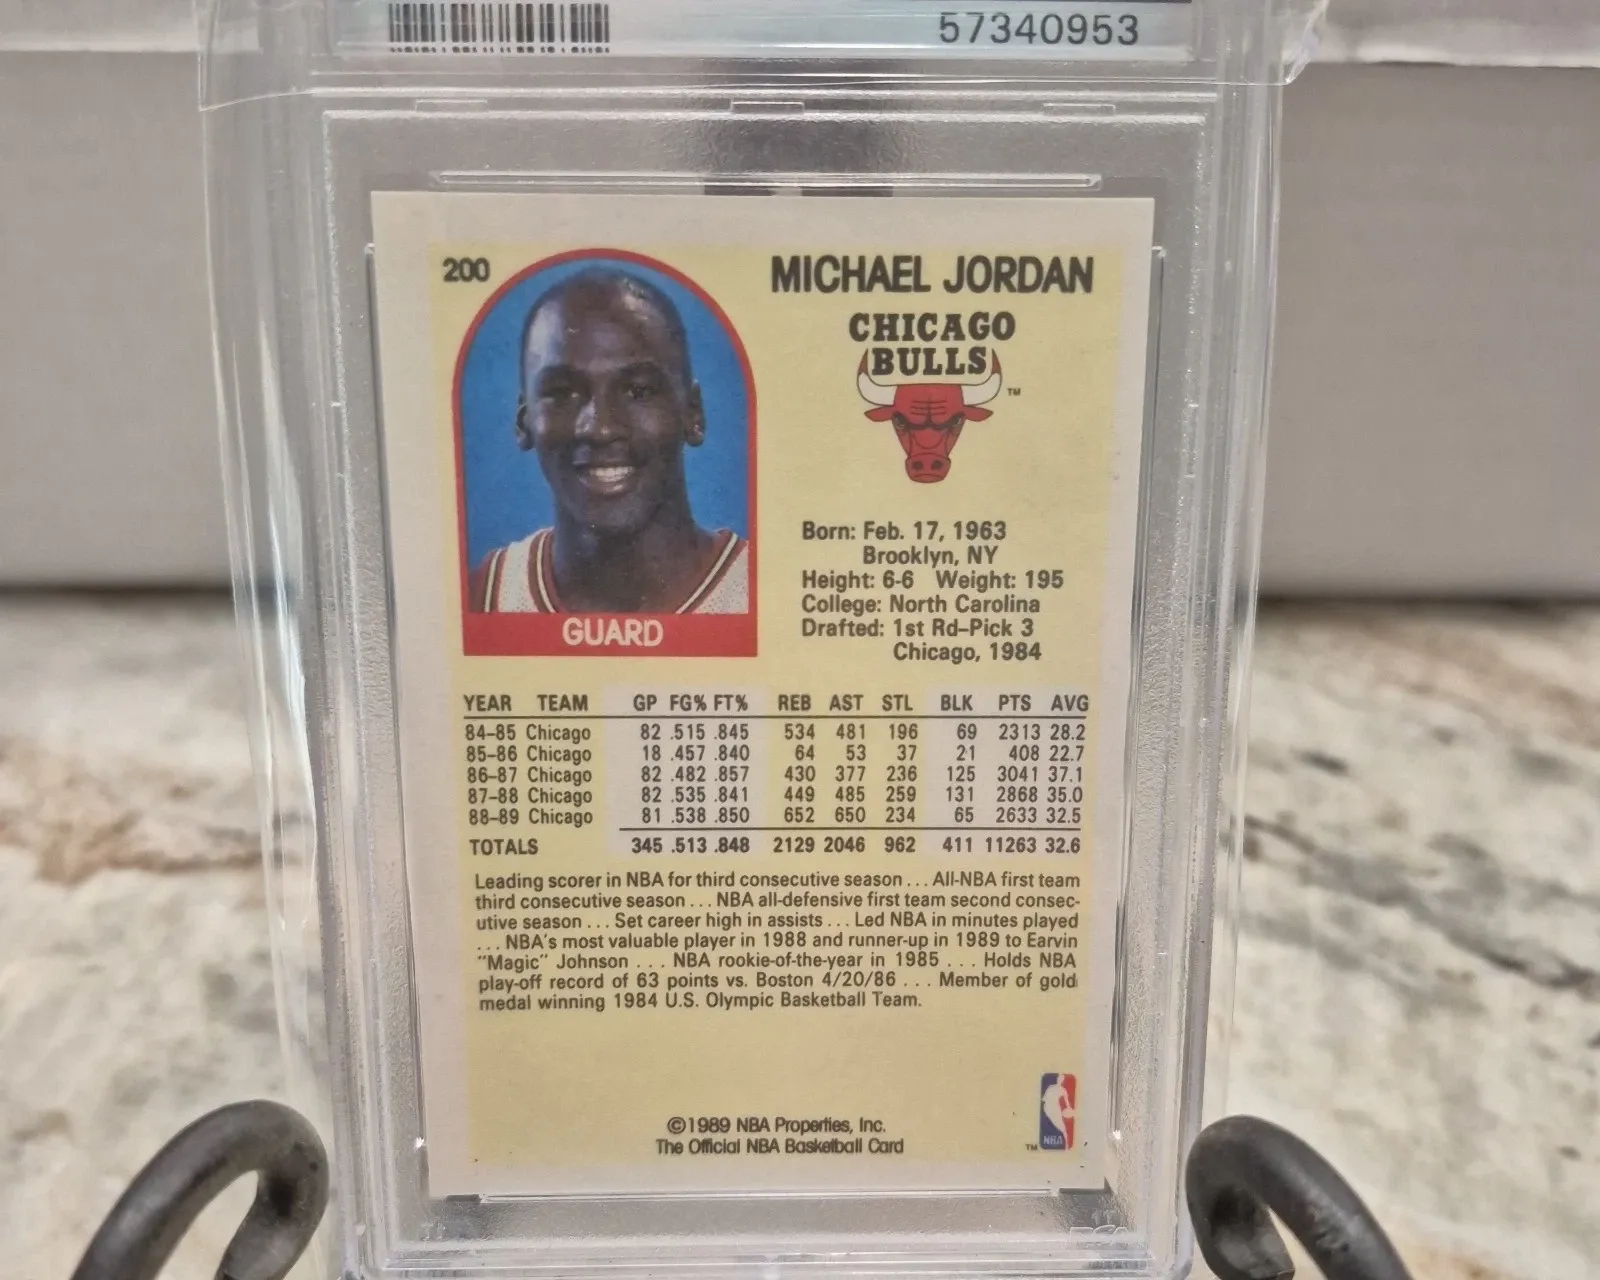 57340953
200
MICHAEL JORDAN
CHICAGO
BULLS
TM
Born: Feb. 17, 1963
Brooklyn, NY
Height: 6-6 Weight: 195
College: North Carolina
Drafted: 1st Rd–Pick 3
Chicago, 1984
GUARD
YEAR TEAM GP FG% FT% REB AST STL BLK PTS AVG
84–85 Chicago 82 .515 .845 534 481 196 69 2313 28.2
85–86 Chicago 18 .457 .840 64 53 37 21 408 22.7
86–87 Chicago 82 .482 .857 430 377 236 125 3041 37.1
87–88 Chicago 82 .535 .841 449 485 259 131 2868 35.0
88–89 Chicago 81 .538 .850 652 650 234 65 2633 32.5
TOTALS 345 .513 .848 2129 2046 962 411 11263 32.6
Leading scorer in NBA for third consecutive season . . . All-NBA first team
third consecutive season . . . NBA all-defensive first team second consec-
utive season . . . Set career high in assists . . . Led NBA in minutes played
. . . NBA's most valuable player in 1988 and runner-up in 1989 to Earvin
"Magic" Johnson . . . NBA rookie-of-the-year in 1985 . . . Holds NBA
play-off record of 63 points vs. Boston 4/20/86 . . . Member of gold
medal winning 1984 U.S. Olympic Basketball Team.
©1989 NBA Properties, Inc.
The Official NBA Basketball Card
TM
NBA
PSA